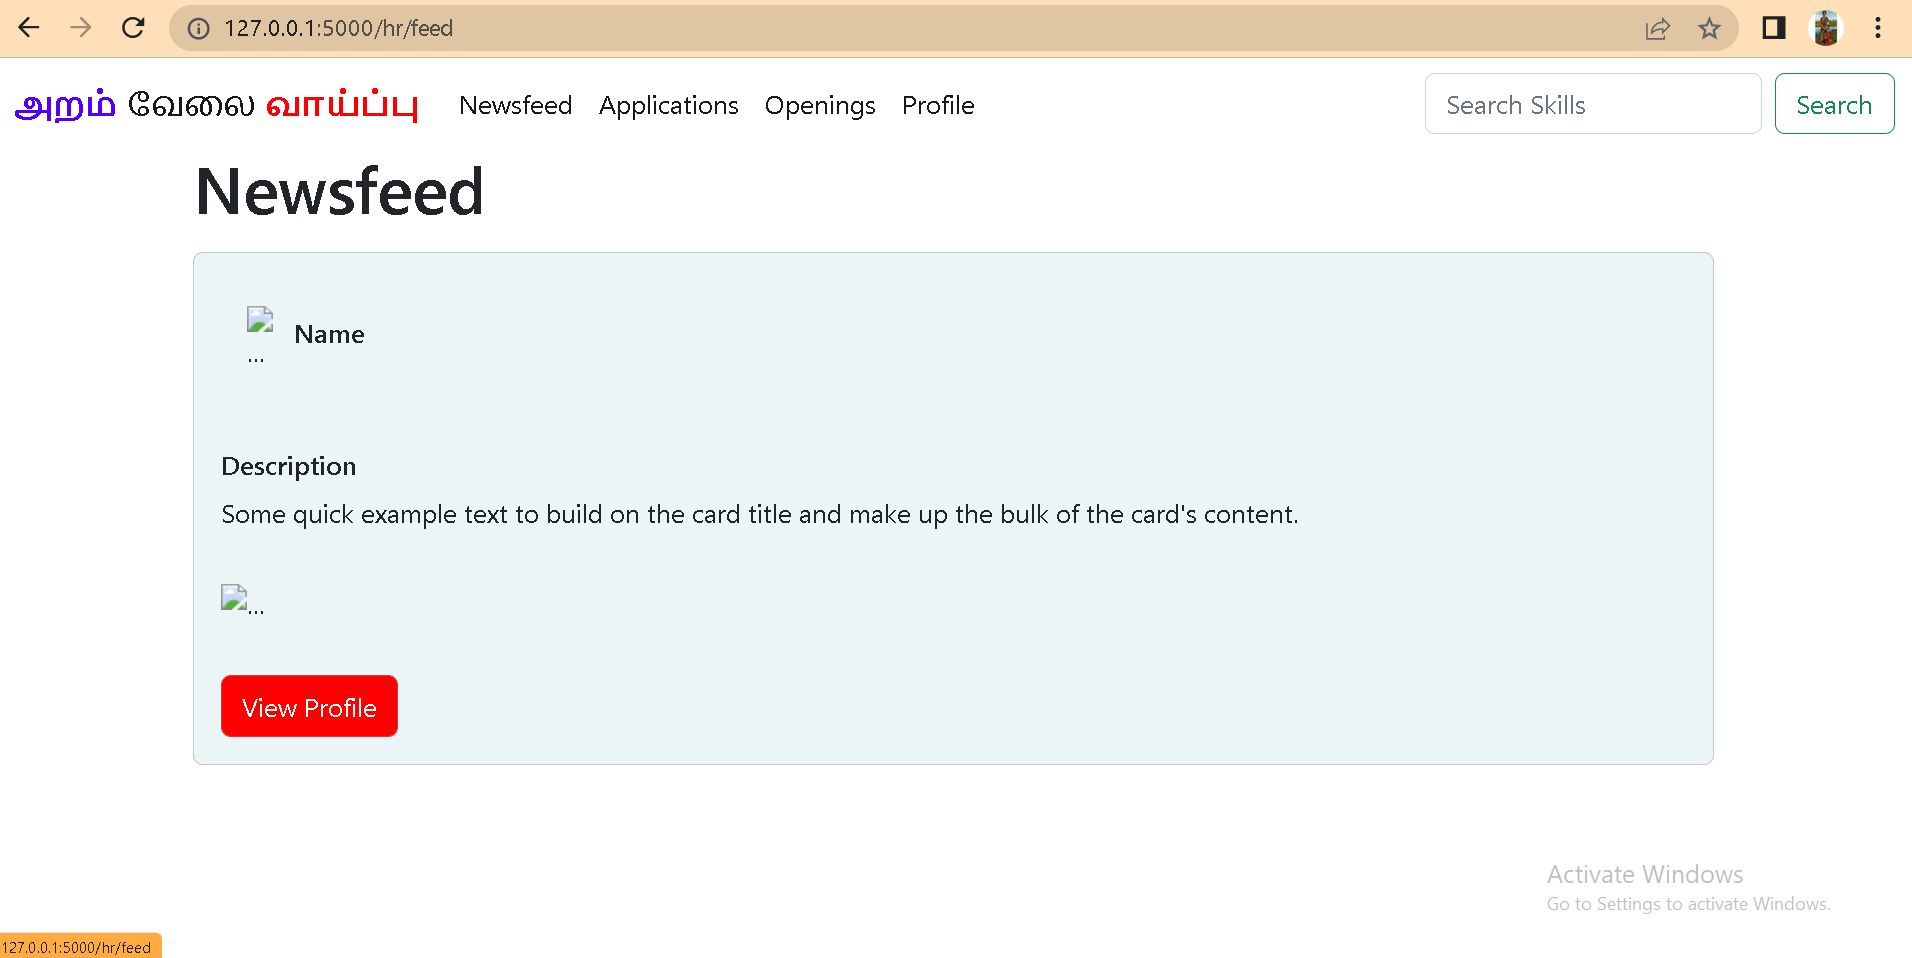 127.0.0.1:5000/hr/feed
அறம் வேலை வாய்ப்பு Newsfeed Applications Openings Profile Search Skills Search
Newsfeed
... Name
Description
Some quick example text to build on the card title and make up the bulk of the card's content.
...
View Profile
Activate Windows
Go to Settings to activate Windows.
127.0.0.1:5000/hr/feed